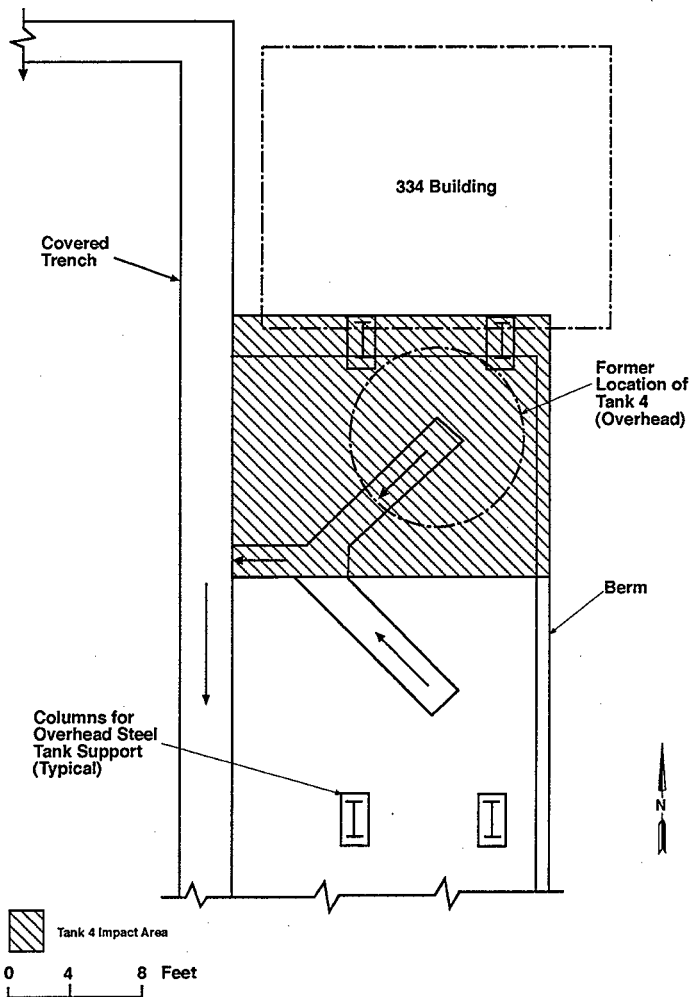 334 Building
Covered
Trench
Former
Location of
Tank 4
(Overhead)
Berm
Columns for
Overhead Steel
Tank Support
(Typical)
N
Tank 4 Impact Area
0 4 8 Feet